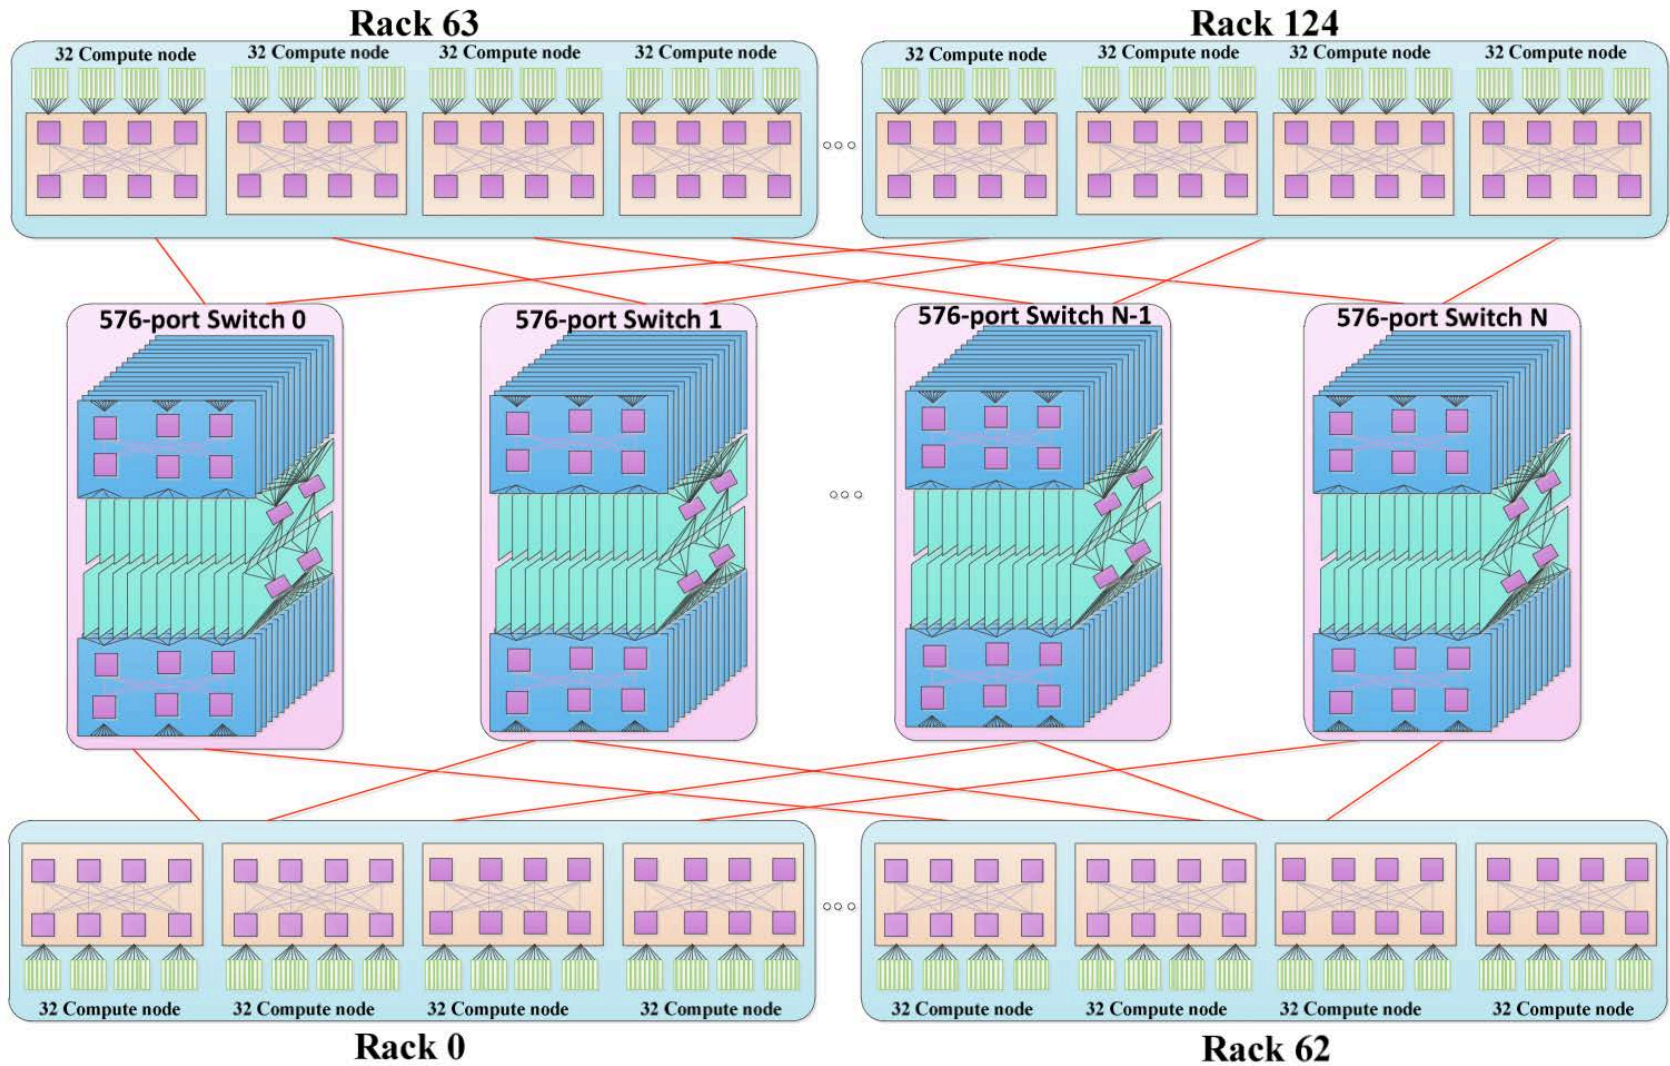 Rack 63
Rack 124
32 Compute node
32 Compute node
32 Compute node
32 Compute node
32 Compute node
32 Compute node
32 Compute node
32 Compute node
576-port Switch 0
576-port Switch 1
576-port Switch N-1
576-port Switch N
32 Compute node
32 Compute node
32 Compute node
32 Compute node
32 Compute node
32 Compute node
32 Compute node
32 Compute node
Rack 0
Rack 62